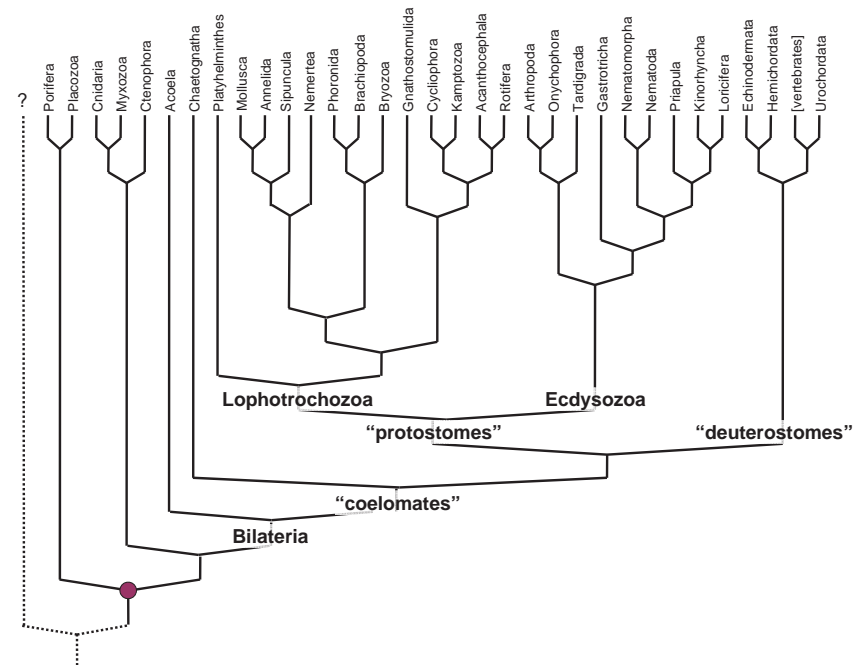 ?
Porifera
Placozoa
Cnidaria
Myxozoa
Ctenophora
Acoela
Chaetognatha
Platyhelminthes
Mollusca
Annelida
Sipuncula
Nemertea
Phoronida
Brachiopoda
Bryozoa
Gnathostomulida
Cycliophora
Kamptozoa
Acanthocephala
Rotifera
Arthropoda
Onychophora
Tardigrada
Gastrotricha
Nematomorpha
Nematoda
Priapula
Kinorhyncha
Loricifera
Echinodermata
Hemichordata
[vertebrates]
Urochordata
Lophotrochozoa
Ecdysozoa
“protostomes”
“deuterostomes”
“coelomates”
Bilateria